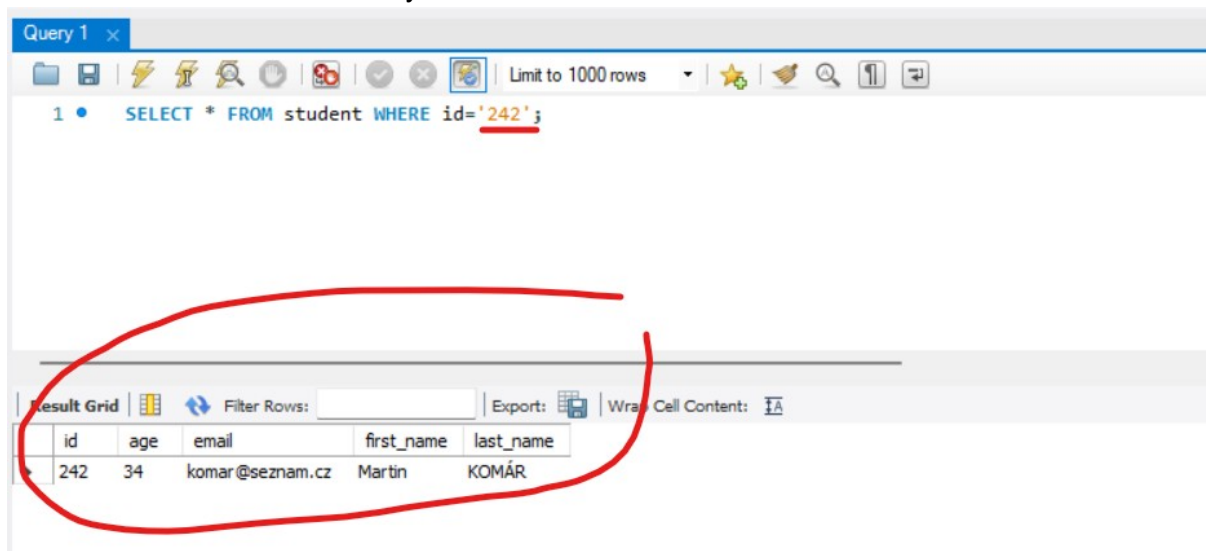 Query 1
Limit to 1000 rows
1 SELECT * FROM student WHERE id='242';
Result Grid Filter Rows: Export: Wrap Cell Content:
id age email first_name last_name
242 34 komar@seznam.cz Martin KOMÁR